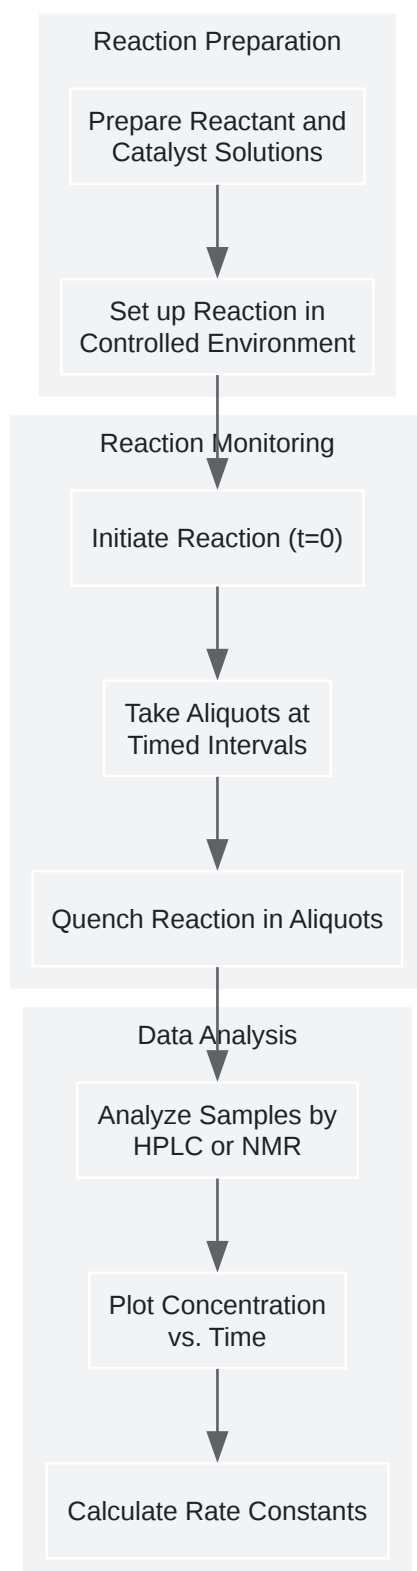 Reaction Preparation
Prepare Reactant and
Catalyst Solutions
Set up Reaction in
Controlled Environment
Reaction Monitoring
Initiate Reaction (t=0)
Take Aliquots at
Timed Intervals
Quench Reaction in Aliquots
Data Analysis
Analyze Samples by
HPLC or NMR
Plot Concentration
vs. Time
Calculate Rate Constants